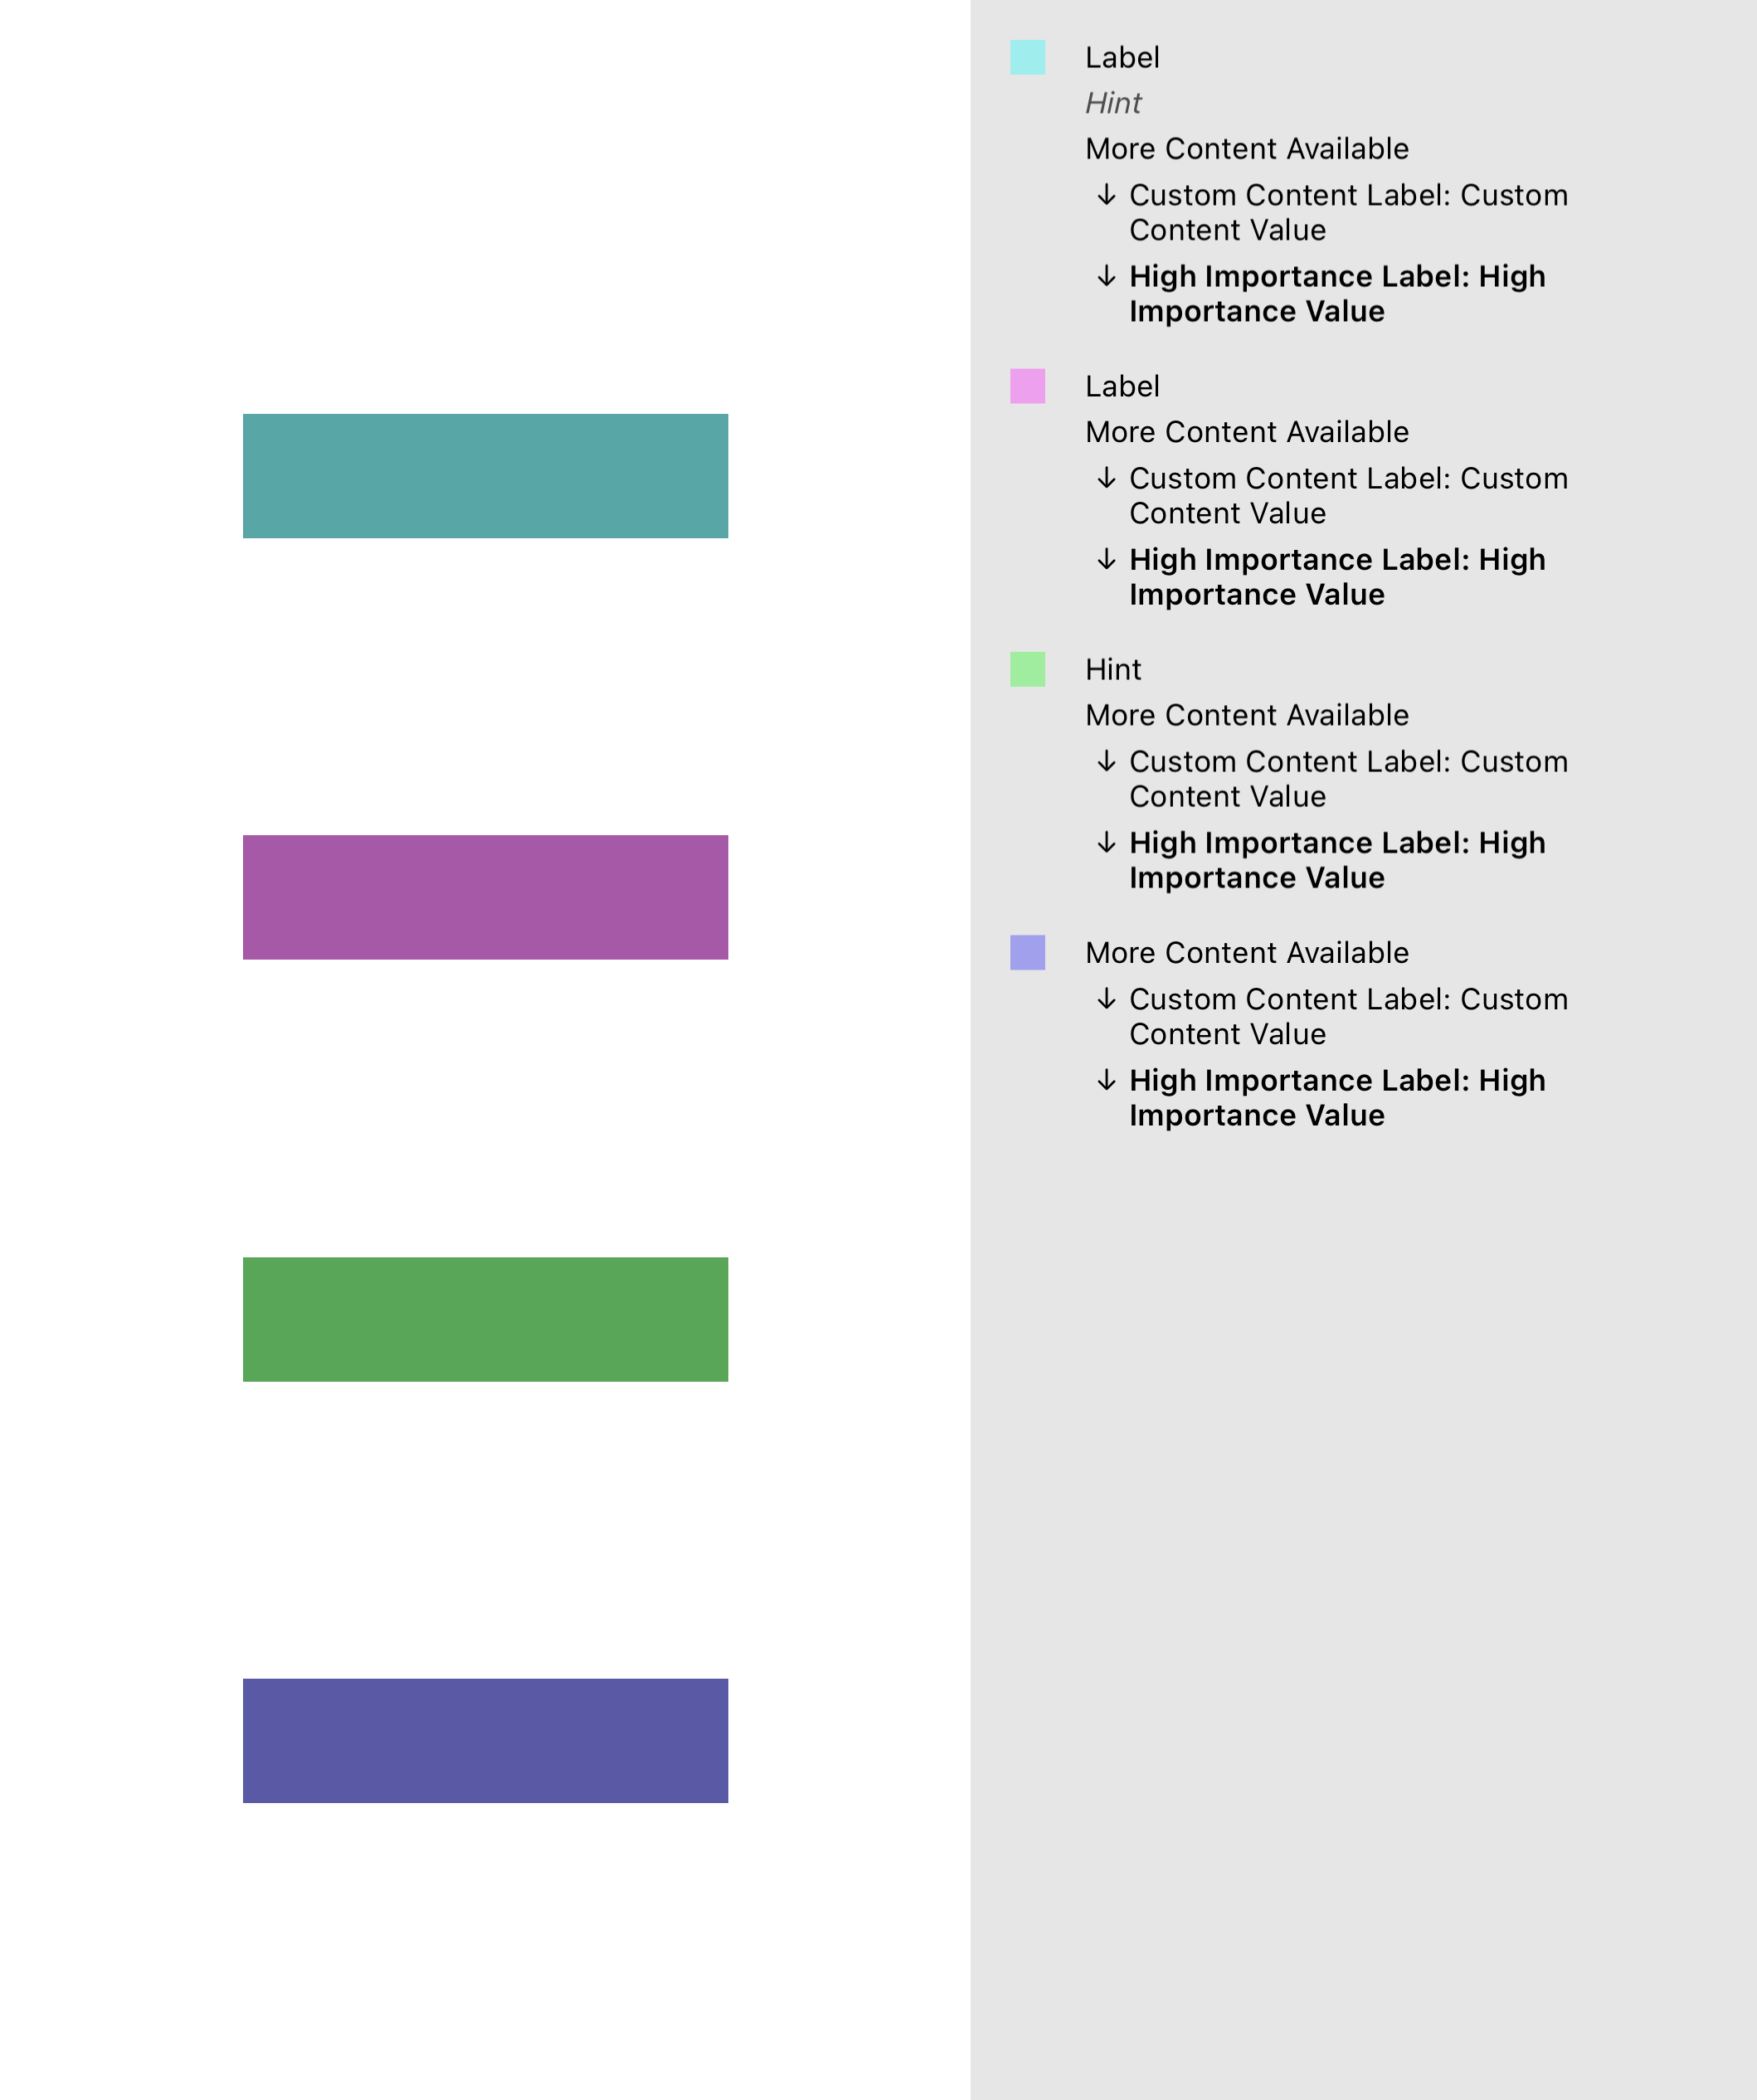 Label
Hint
More Content Available
↓ Custom Content Label: Custom
Content Value
↓ High Importance Label: High
Importance Value
Label
More Content Available
↓ Custom Content Label: Custom
Content Value
↓ High Importance Label: High
Importance Value
Hint
More Content Available
↓ Custom Content Label: Custom
Content Value
↓ High Importance Label: High
Importance Value
More Content Available
↓ Custom Content Label: Custom
Content Value
↓ High Importance Label: High
Importance Value